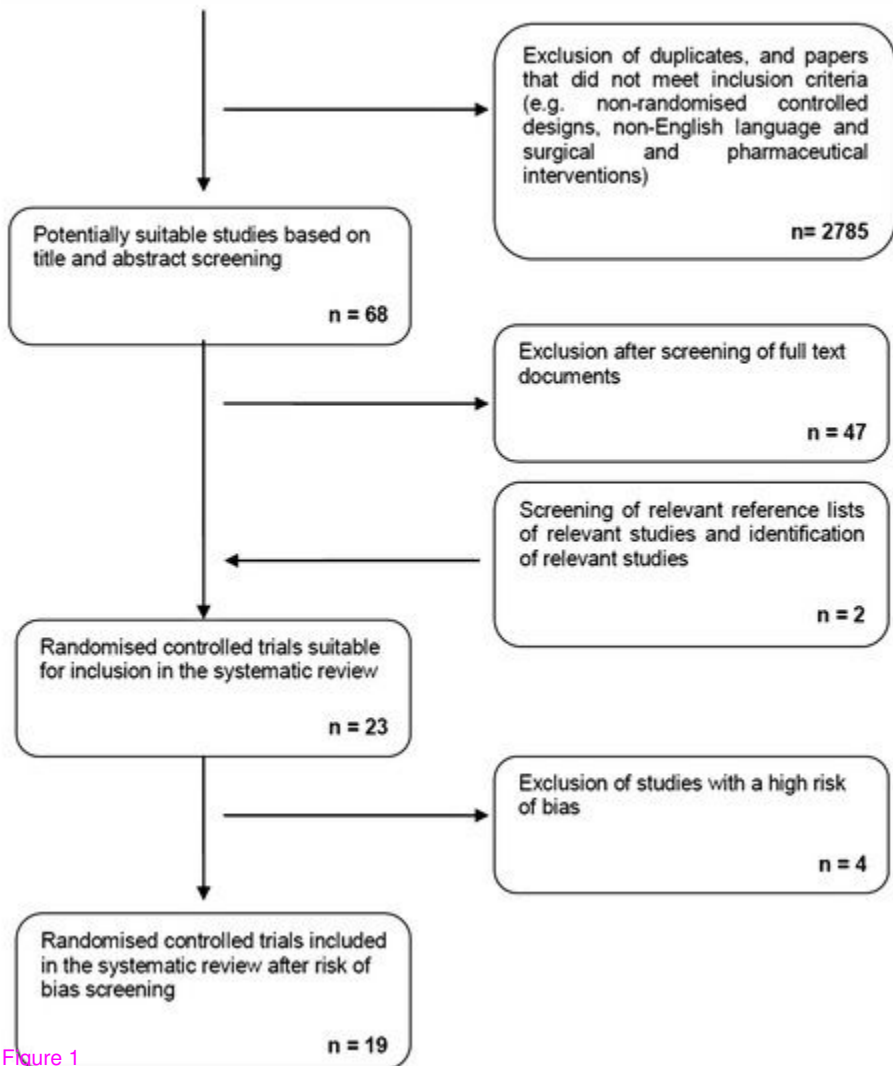 Exclusion of duplicates, and papers
that did not meet inclusion criteria
(e.g. non-randomised controlled
designs, non-English language and
surgical and pharmaceutical
interventions)
n= 2785
Potentially suitable studies based on
title and abstract screening
n = 68
Exclusion after screening of full text
documents
n = 47
Screening of relevant reference lists
of relevant studies and identification
of relevant studies
n = 2
Randomised controlled trials suitable
for inclusion in the systematic review
n = 23
Exclusion of studies with a high risk
of bias
n = 4
Randomised controlled trials included
in the systematic review after risk of
bias screening
n = 19
Figure 1